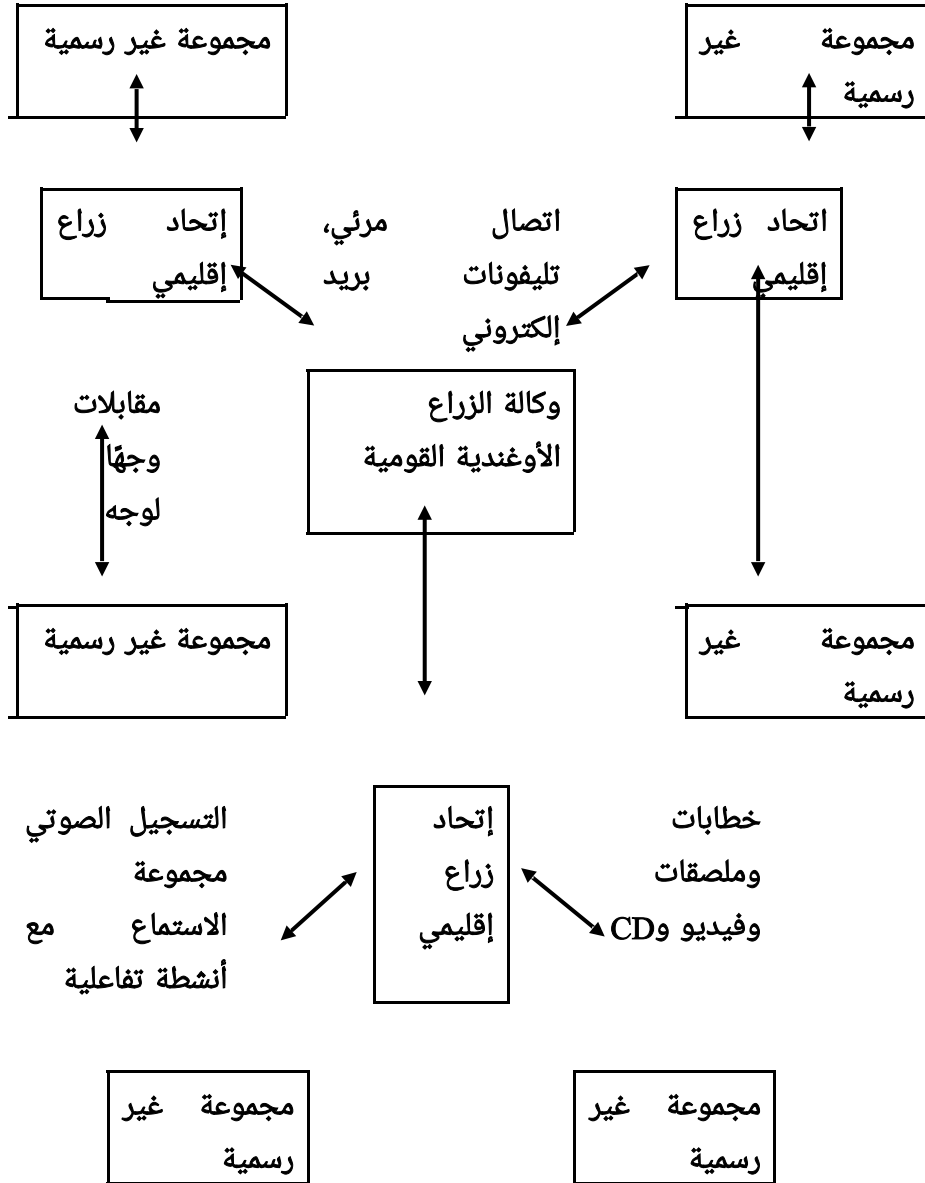 مجموعة غير
رسمية
مجموعة غير رسمية
اتحاد زراع
إقليمي
اتصال مرئي،
تليفونات بريد
إلكتروني
إتحاد زراع
إقليمي
وكالة الزراع
الأوغندية القومية
مقابلات
وجهًا
لوجه
مجموعة غير
رسمية
مجموعة غير رسمية
خطابات
وملصقات
وفيديو وCD
إتحاد
زراع
إقليمي
التسجيل الصوتي
مجموعة
الاستماع مع
أنشطة تفاعلية
مجموعة غير
رسمية
مجموعة غير
رسمية